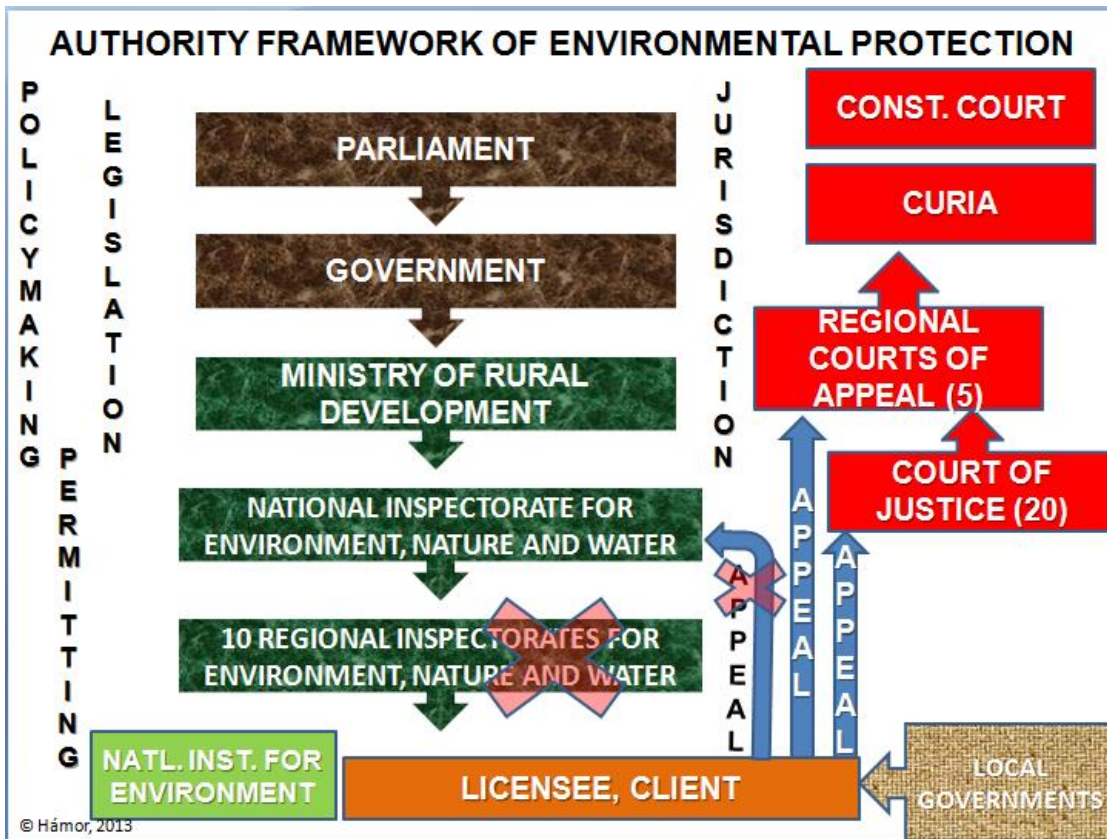 AUTHORITY FRAMEWORK OF ENVIRONMENTAL PROTECTION
POLICYMAKING
LEGISLATION
PERMITTING
PARLIAMENT
GOVERNMENT
MINISTRY OF RURAL
DEVELOPMENT
NATIONAL INSPECTORATE FOR
ENVIRONMENT, NATURE AND WATER
10 REGIONAL INSPECTORATES FOR
ENVIRONMENT, NATURE AND WATER
NATL. INST. FOR
ENVIRONMENT
LICENSEE, CLIENT
JURISDICTION
CONST. COURT
CURIA
REGIONAL
COURTS OF
APPEAL (5)
COURT OF
JUSTICE (20)
APPEAL
APPEAL
APPEAL
LOCAL
GOVERNMENTS
© Hámor, 2013